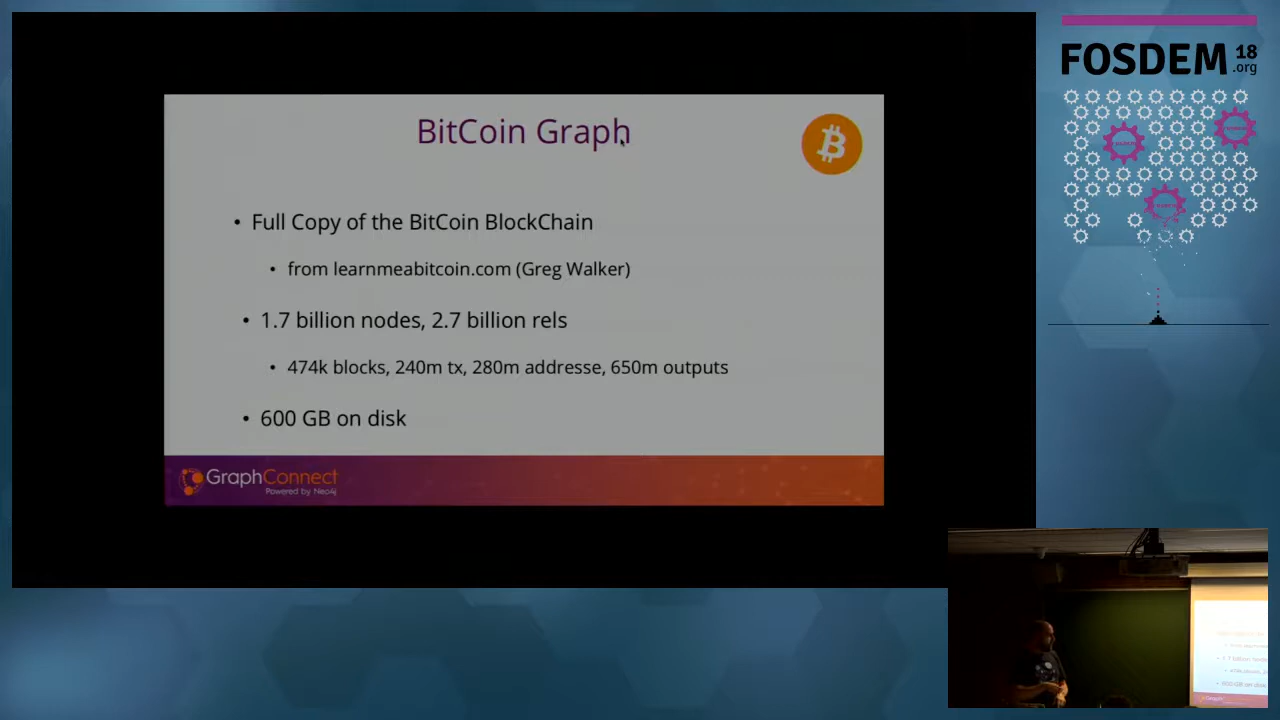 BitCoin Graph
• Full Copy of the BitCoin BlockChain
• from learnmeabitcoin.com (Greg Walker)
• 1.7 billion nodes, 2.7 billion rels
• 474k blocks, 240m tx, 280m addresse, 650m outputs
• 600 GB on disk
GraphConnect
Powered by Neo4j
FOSDEM 18
.org